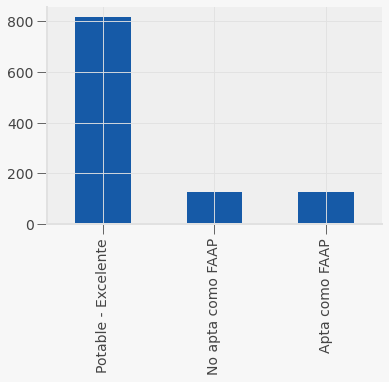 800
600
400
200
0
Potable - Excelente
No apta como FAAP
Apta como FAAP